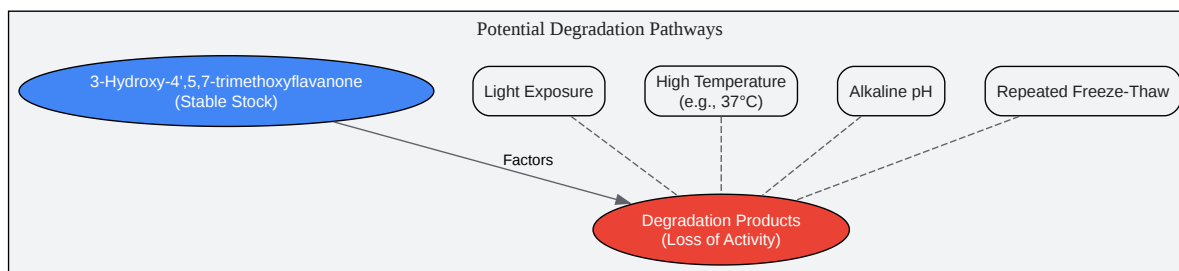 Potential Degradation Pathways
3-Hydroxy-4',5,7-trimethoxyflavanone
(Stable Stock)
Light Exposure
High Temperature
(e.g., 37°C)
Alkaline pH
Repeated Freeze-Thaw
Factors
Degradation Products
(Loss of Activity)